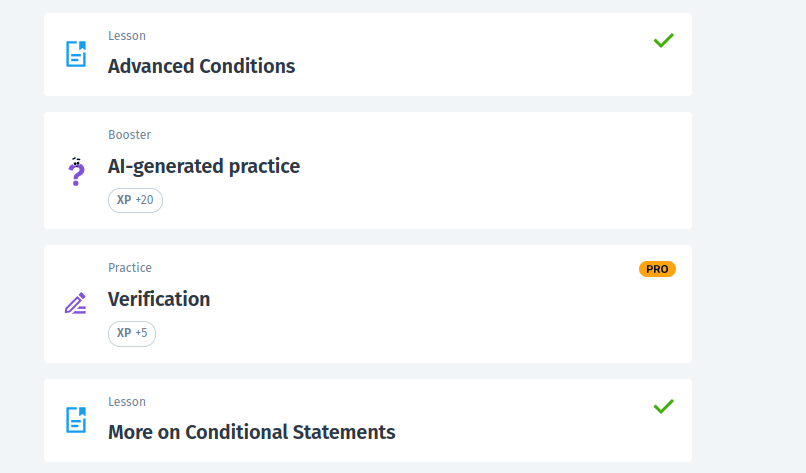 Lesson
Advanced Conditions
Booster
AI-generated practice
XP +20
Practice
PRO
Verification
XP +5
Lesson
More on Conditional Statements